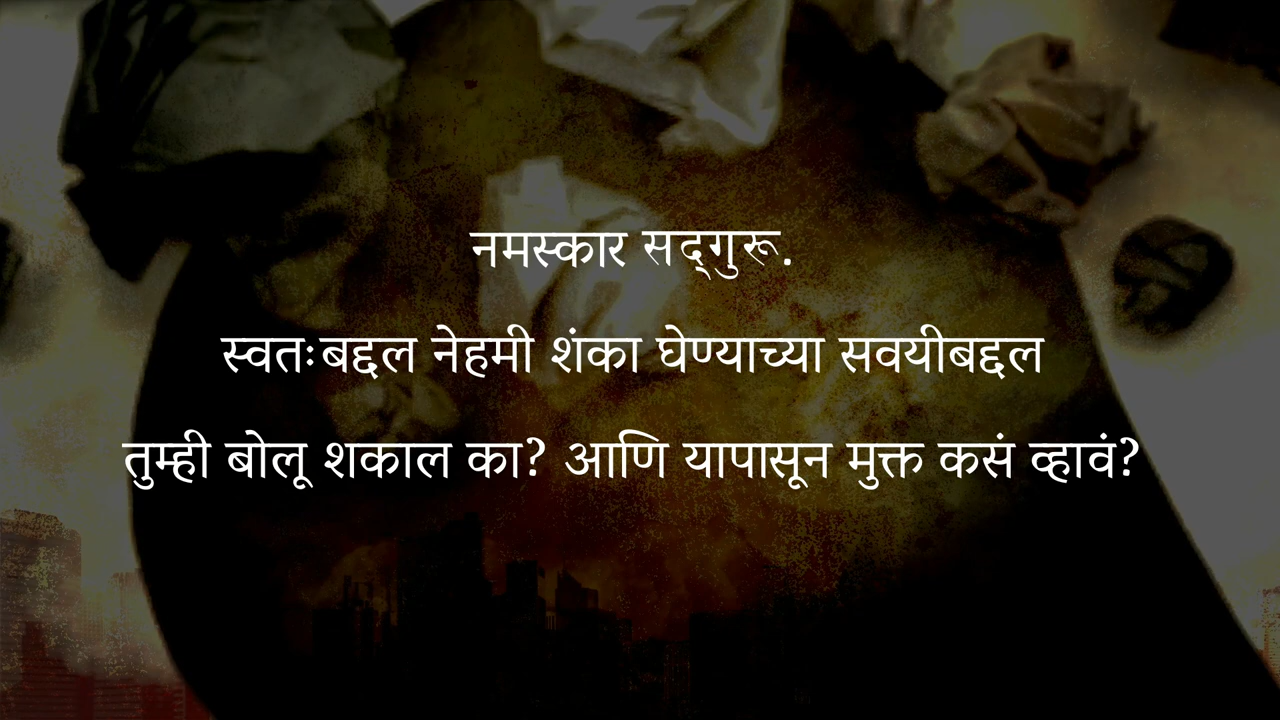 नमस्कार सद्‌गुरू.
स्वतःबद्दल नेहमी शंका घेण्याच्या सवयीबद्दल
तुम्ही बोलू शकाल का? आणि यापासून मुक्त कसं व्हावं?